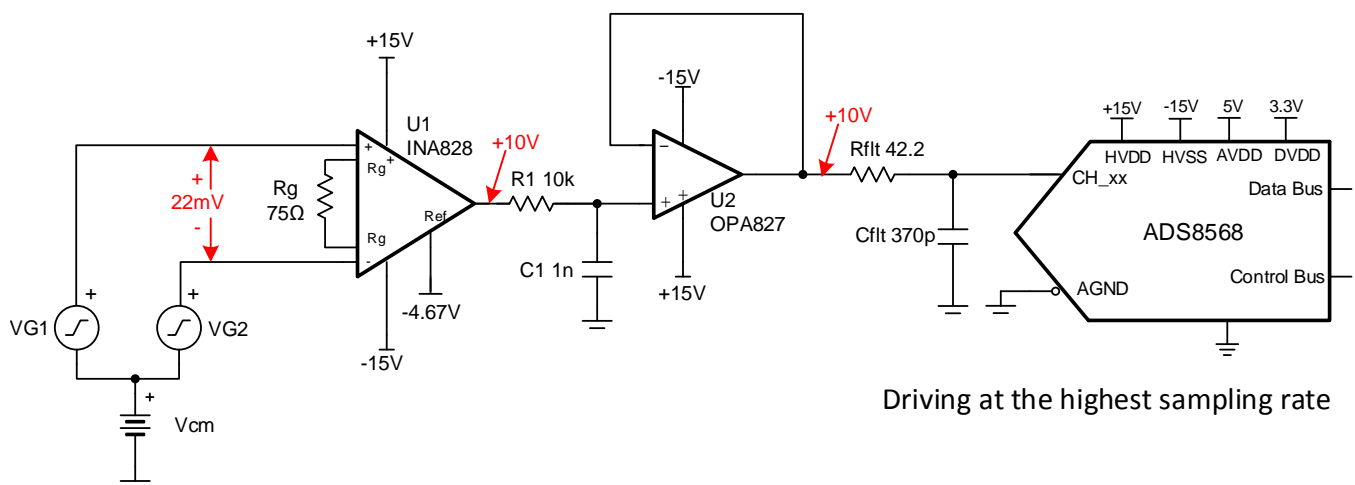 +15V
U1
INA828
+
+
Rg
Rg
75Ω
Rg
Ref
-
+
22mV
-
+10V
R1 10k
C1 1n
-4.67V
-15V
+
VG1
+
VG2
+
Vcm
-15V
−
+
+
U2
OPA827
+15V
+10V
Rflt 42.2
Cflt 370p
+15V
-15V
5V
3.3V
HVDD
HVSS
AVDD
DVDD
CH_xx
Data Bus
ADS8568
Control Bus
AGND
Driving at the highest sampling rate